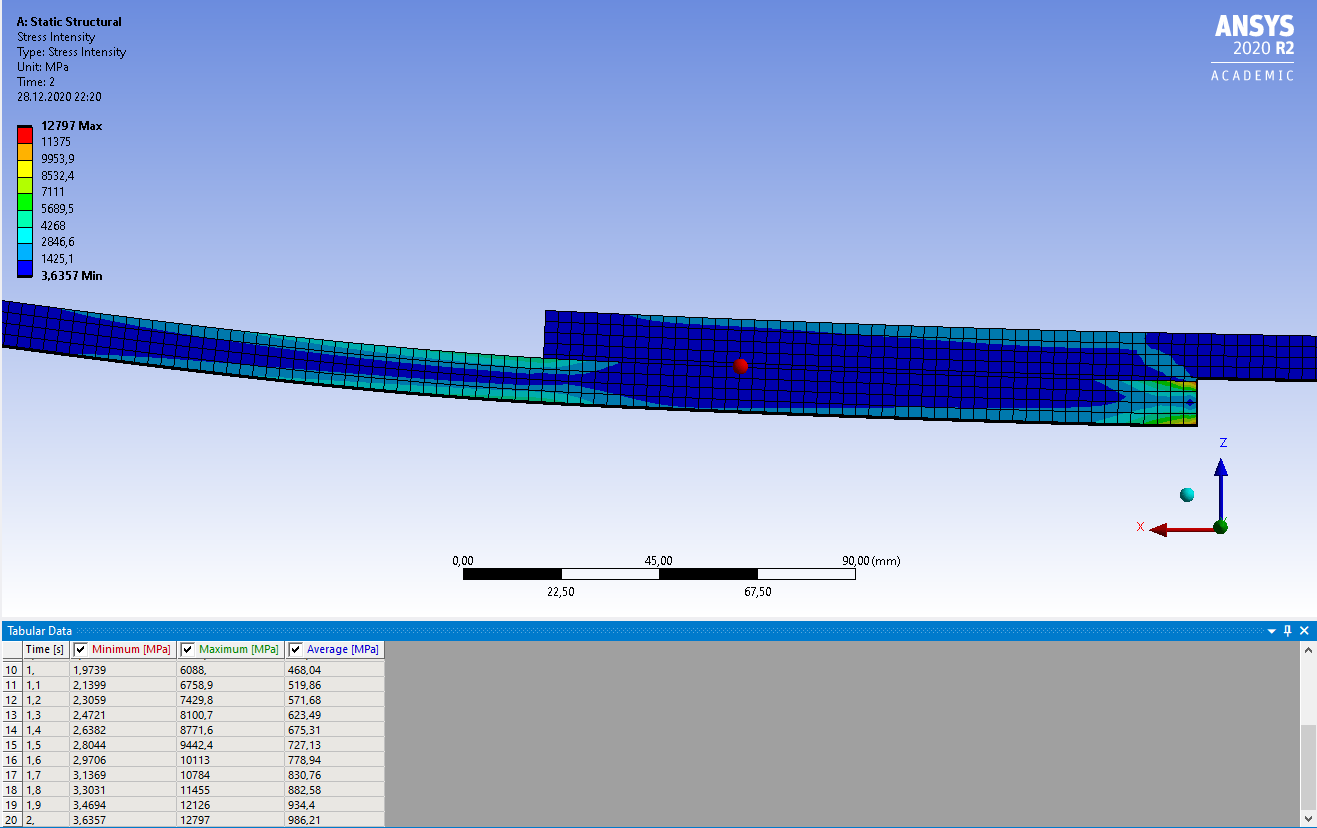 A: Static Structural
Stress Intensity
Type: Stress Intensity
Unit: MPa
Time: 2
28.12.2020 22:20
12797 Max
11375
9953,9
8532,4
7111
5689,5
4268
2846,6
1425,1
3,6357 Min
ANSYS
2020 R2
ACADEMIC
Z
X
0,00 45,00 90,00 (mm)
22,50 67,50
Tabular Data
Time [s] Minimum [MPa] Maximum [MPa] Average [MPa]
10 1, 1,9739 6088, 468,04
11 1,1 2,1399 6758,9 519,86
12 1,2 2,3059 7429,8 571,68
13 1,3 2,4721 8100,7 623,49
14 1,4 2,6382 8771,6 675,31
15 1,5 2,8044 9442,4 727,13
16 1,6 2,9706 10113 778,94
17 1,7 3,1369 10784 830,76
18 1,8 3,3031 11455 882,58
19 1,9 3,4694 12126 934,4
20 2, 3,6357 12797 986,21